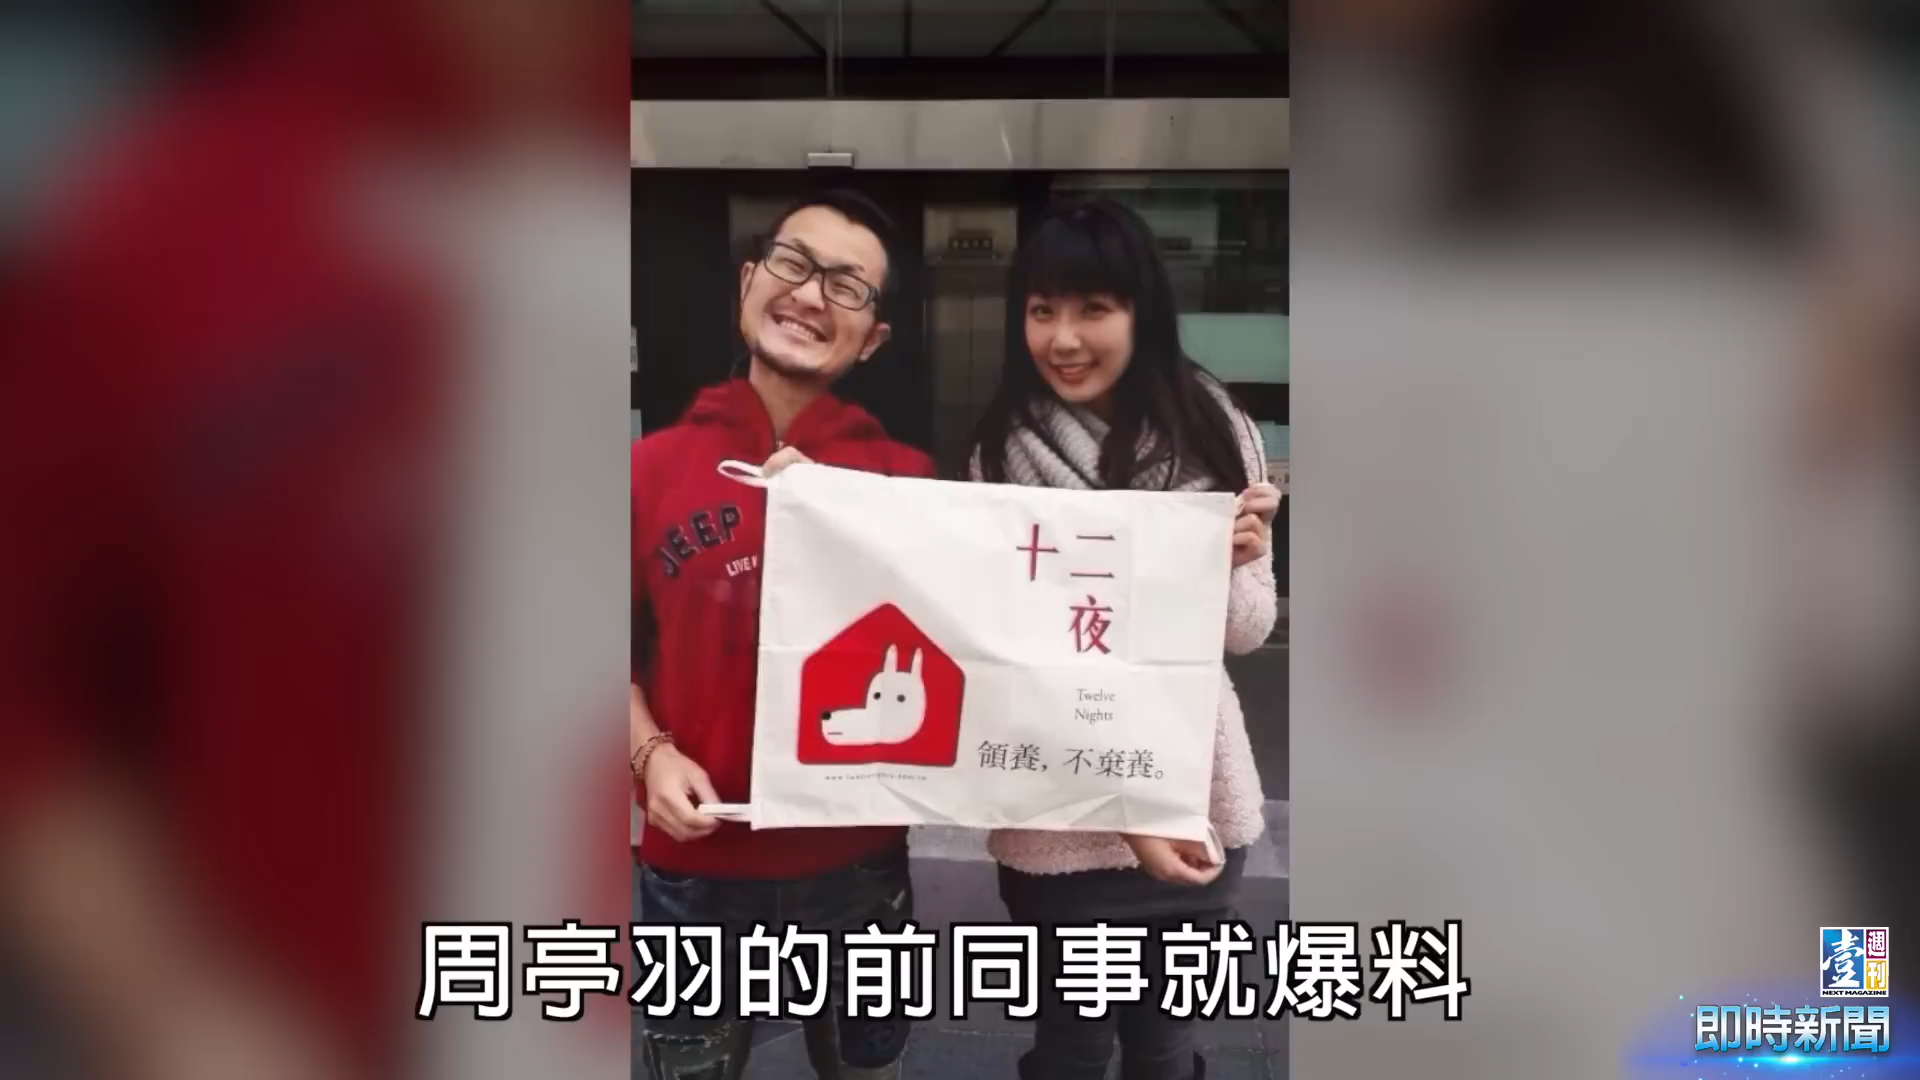 JEEP
LIVE
十二夜
Twelve
Nights
領養，不棄養。
周亭羽的前同事就爆料
壹週刊
NEXT MAGAZINE
即時新聞